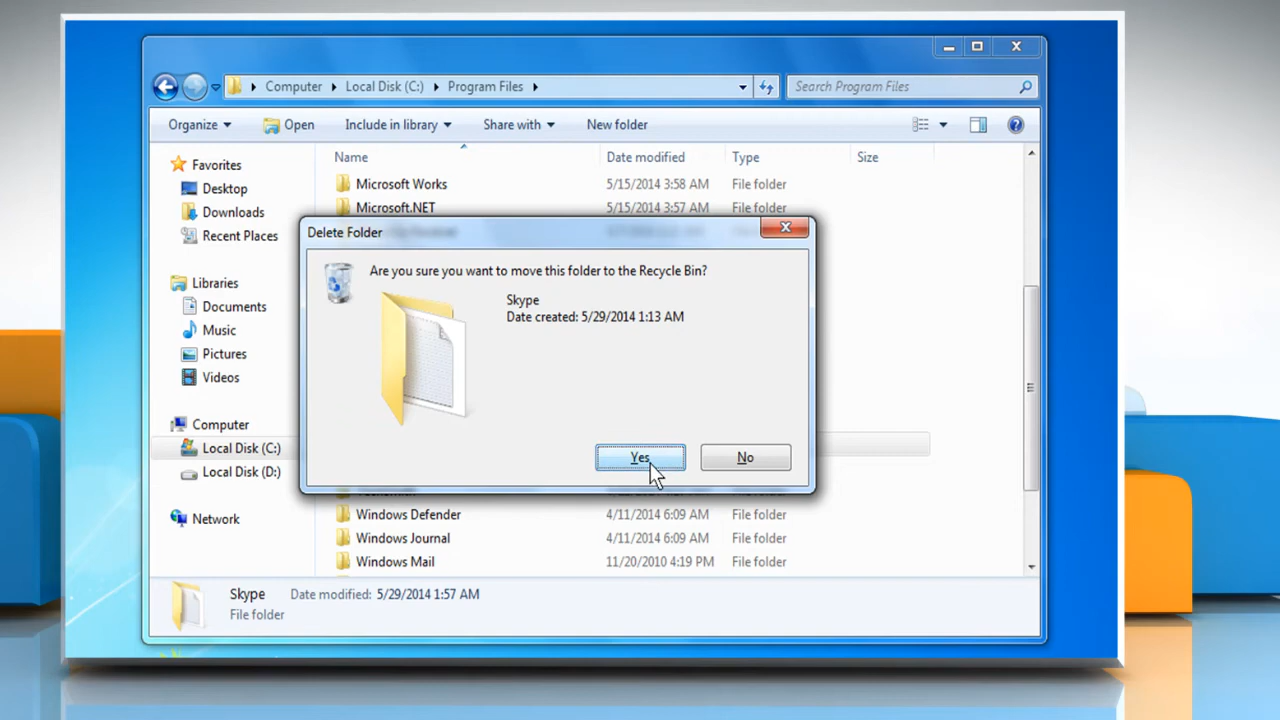 Computer Local Disk (C:) Program Files Search Program Files
Organize Open Include in library Share with New folder
Favorites
Desktop
Downloads
Recent Places
Libraries
Documents
Music
Pictures
Videos
Computer
Local Disk (C:)
Local Disk (D:)
Network
Name Date modified Type Size
Microsoft Works 5/15/2014 3:58 AM File folder
Microsoft.NET 5/15/2014 3:57 AM File folder
Delete Folder
Are you sure you want to move this folder to the Recycle Bin?
Skype
Date created: 5/29/2014 1:13 AM
Yes No
Windows Defender 4/11/2014 6:09 AM File folder
Windows Journal 4/11/2014 6:09 AM File folder
Windows Mail 11/20/2010 4:19 PM File folder
Skype Date modified: 5/29/2014 1:57 AM
File folder